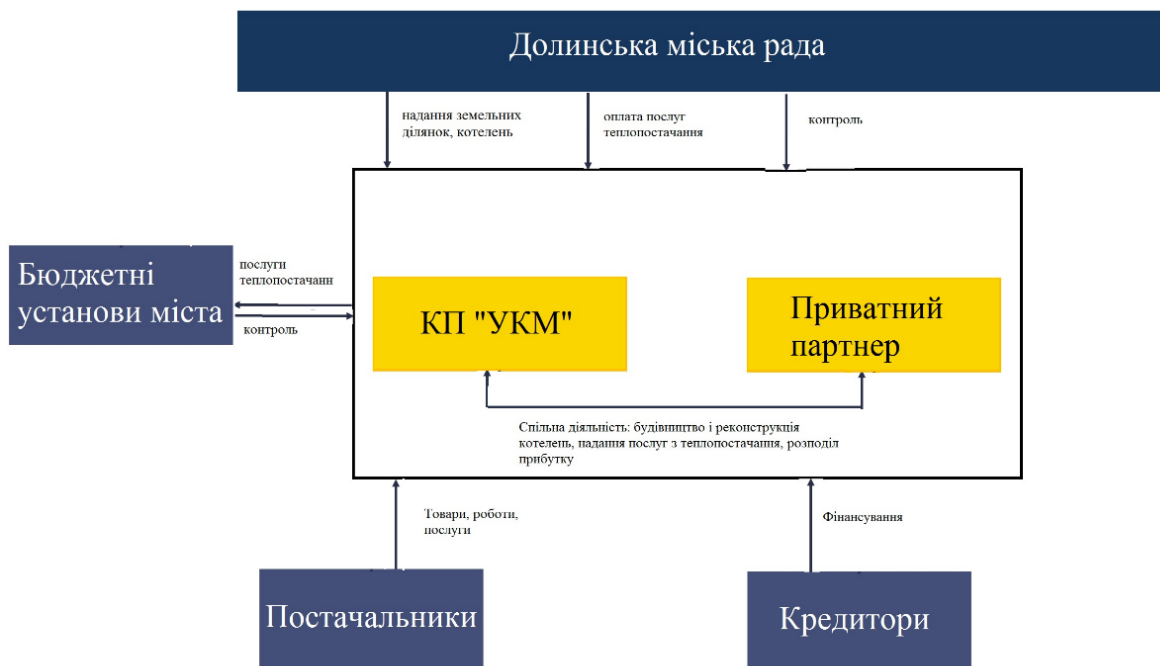 Долинська міська рада
надання земельних
ділянок, котелень
оплата послуг
теплопостачання
контроль
Бюджетні
установи міста
послуги
теплопостачанн
контроль
КП "УКМ"
Приватний
партнер
Спільна діяльність: будівництво і реконструкція
котелень, надання послуг з теплопостачання, розподіл
прибутку
Товари, роботи,
послуги
Фінансування
Постачальники
Кредитори